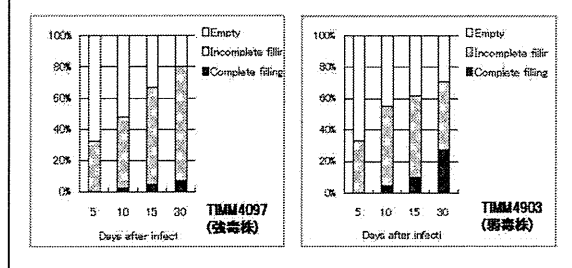 100%
80%
60%
40%
20%
0%
5
10
15
30
Days after infecti
□Empty
□Incomplete fillin
■Complete filling
TIMM4097
(強毒株)
100%
80%
60%
40%
20%
0%
5
10
15
30
Days after infecti
□Empty
□Incomplete filling
■Complete filling
TIMM4903
(弱毒株)